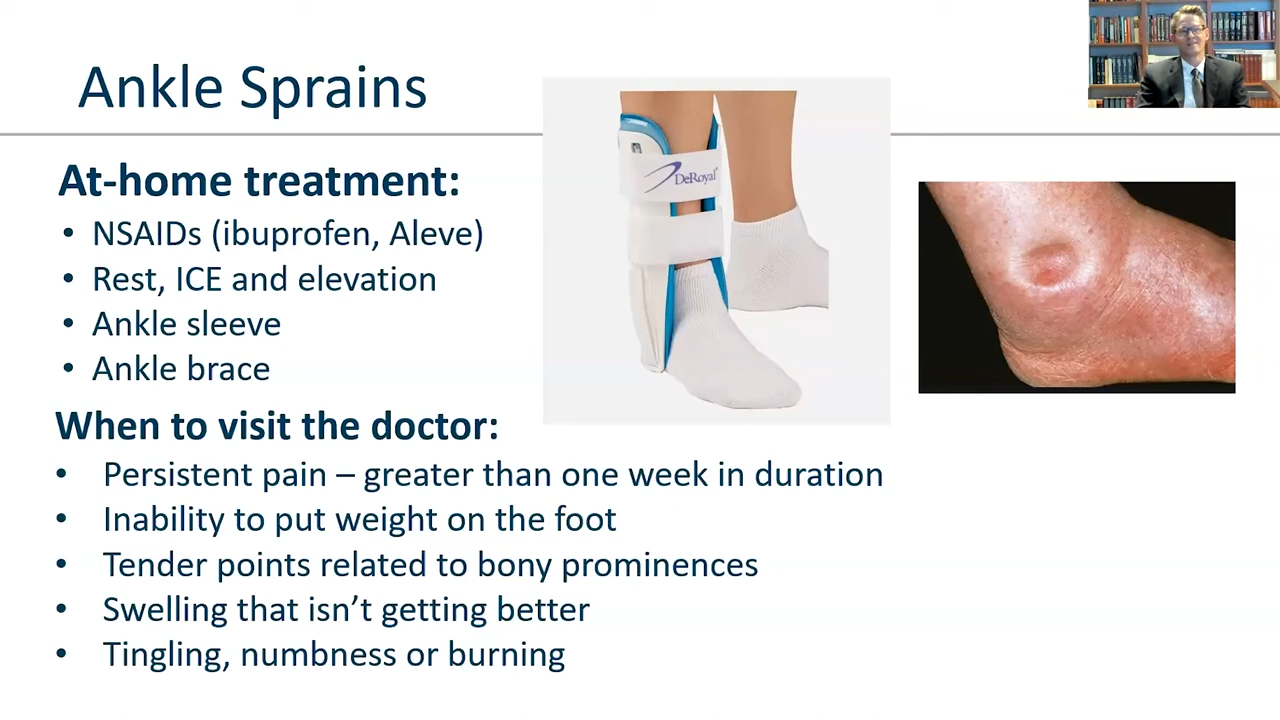 Ankle Sprains
At-home treatment:
• NSAIDs (ibuprofen, Aleve)
• Rest, ICE and elevation
• Ankle sleeve
• Ankle brace
DeRoyal
When to visit the doctor:
• Persistent pain – greater than one week in duration
• Inability to put weight on the foot
• Tender points related to bony prominences
• Swelling that isn’t getting better
• Tingling, numbness or burning